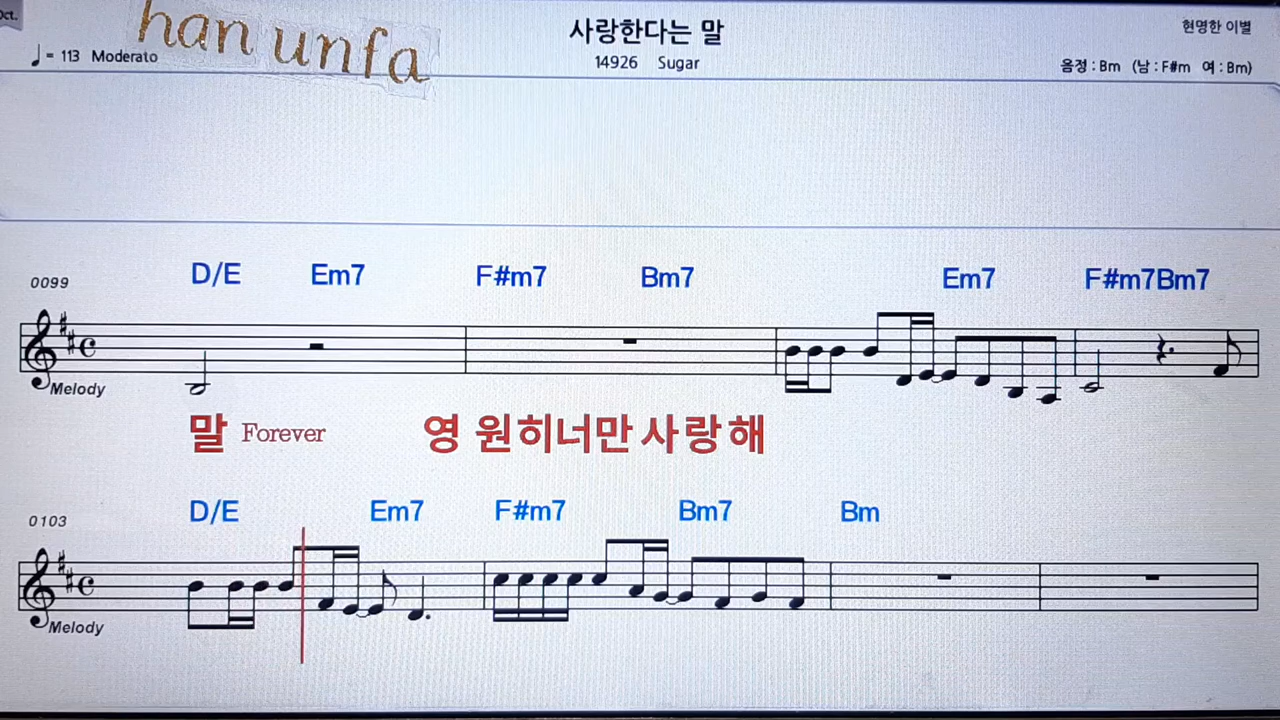 Oct.
han unfa
사랑한다는 말
현명한 이별
♩= 113 Moderato
14926 Sugar
음정 : Bm (남 : F#m 여 : Bm)
0099
D/E Em7 F#m7 Bm7 Em7 F#m7Bm7
Melody
말 Forever 영 원히너만 사랑해
0103
D/E Em7 F#m7 Bm7 Bm
Melody